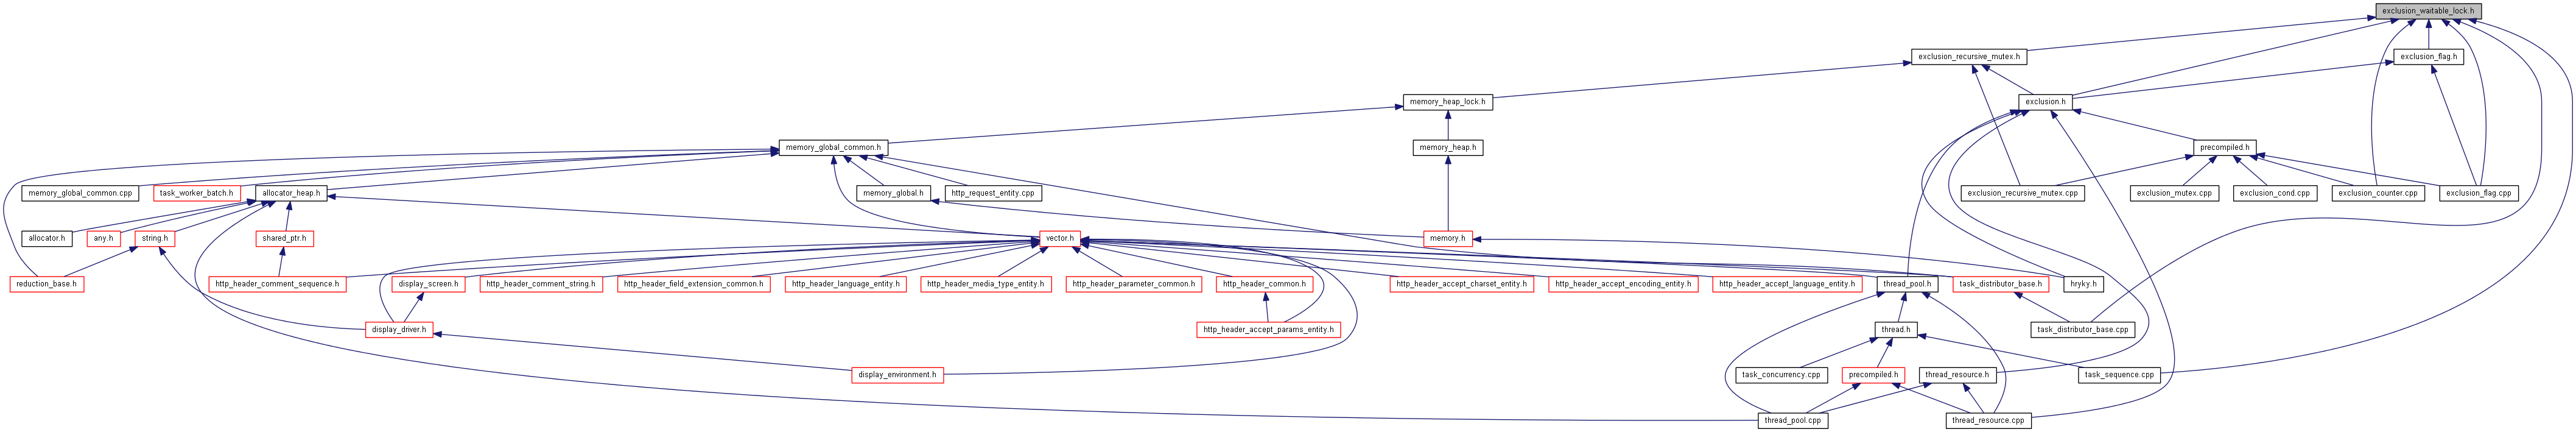 exclusion_waitable_lock.h
exclusion_recursive_mutex.h
exclusion_flag.h
memory_heap_lock.h
exclusion.h
memory_global_common.h
memory_heap.h
precompiled.h
memory_global_common.cpp
task_worker_batch.h
allocator_heap.h
memory_global.h
http_request_entity.cpp
exclusion_recursive_mutex.cpp
exclusion_mutex.cpp
exclusion_cond.cpp
exclusion_counter.cpp
exclusion_flag.cpp
allocator.h
any.h
string.h
shared_ptr.h
vector.h
memory.h
reduction_base.h
http_header_comment_sequence.h
display_screen.h
http_header_comment_string.h
http_header_field_extension_common.h
http_header_language_entity.h
http_header_media_type_entity.h
http_header_parameter_common.h
http_header_common.h
http_header_accept_charset_entity.h
http_header_accept_encoding_entity.h
http_header_accept_language_entity.h
thread_pool.h
task_distributor_base.h
hryky.h
display_driver.h
http_header_accept_params_entity.h
thread.h
task_distributor_base.cpp
display_environment.h
task_concurrency.cpp
precompiled.h
thread_resource.h
task_sequence.cpp
thread_pool.cpp
thread_resource.cpp